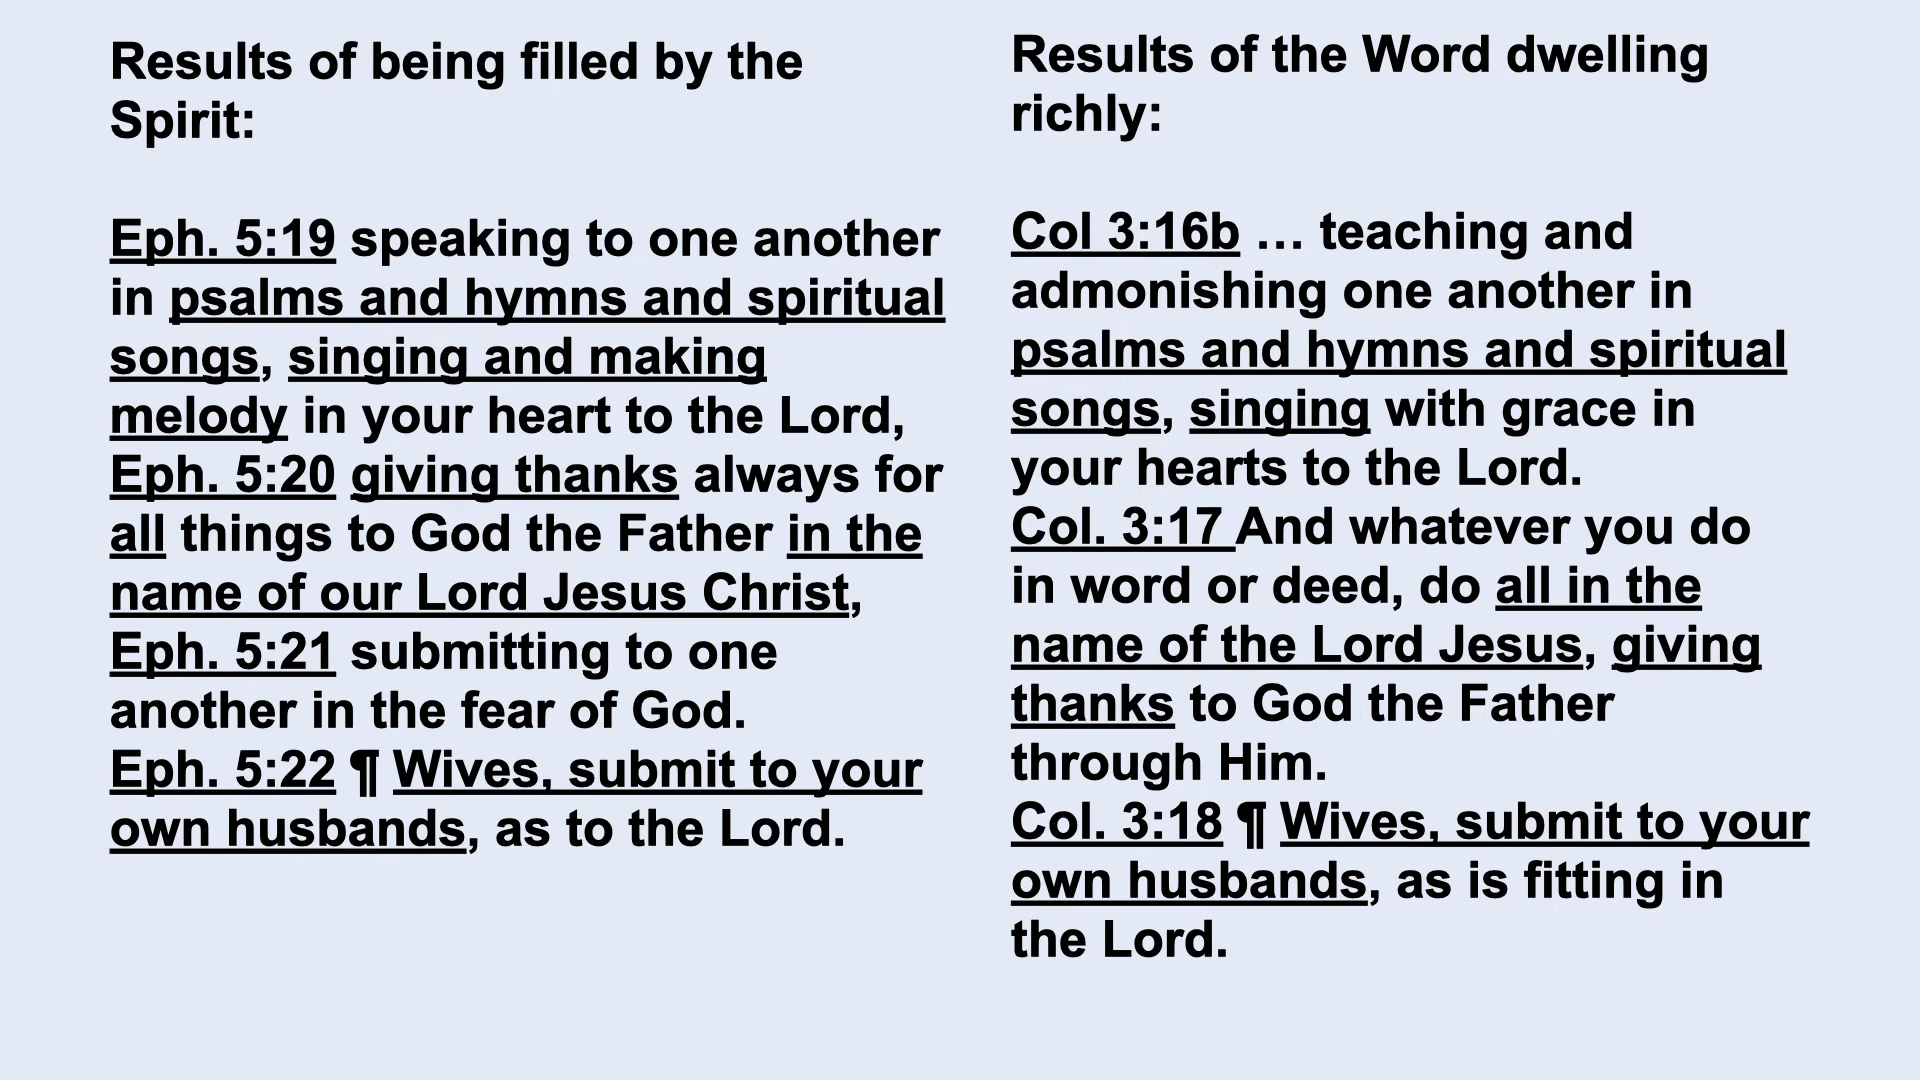 Results of being filled by the
Spirit:
Eph. 5:19 speaking to one another
in psalms and hymns and spiritual
songs, singing and making
melody in your heart to the Lord,
Eph. 5:20 giving thanks always for
all things to God the Father in the
name of our Lord Jesus Christ,
Eph. 5:21 submitting to one
another in the fear of God.
Eph. 5:22 ¶ Wives, submit to your
own husbands, as to the Lord.
Results of the Word dwelling
richly:
Col 3:16b … teaching and
admonishing one another in
psalms and hymns and spiritual
songs, singing with grace in
your hearts to the Lord.
Col. 3:17 And whatever you do
in word or deed, do all in the
name of the Lord Jesus, giving
thanks to God the Father
through Him.
Col. 3:18 ¶ Wives, submit to your
own husbands, as is fitting in
the Lord.